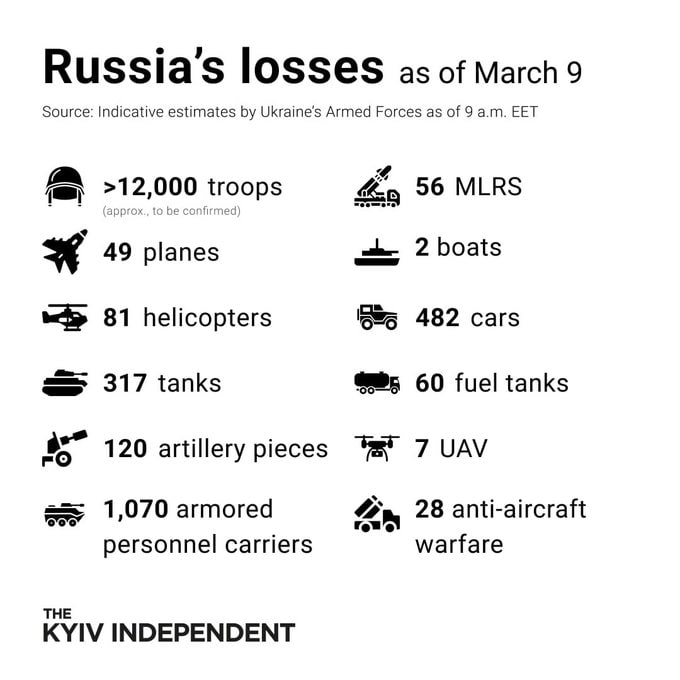 Russia’s losses as of March 9
Source: Indicative estimates by Ukraine’s Armed Forces as of 9 a.m. EET
>12,000 troops
(approx., to be confirmed)
49 planes
81 helicopters
317 tanks
120 artillery pieces
1,070 armored
personnel carriers
56 MLRS
2 boats
482 cars
60 fuel tanks
7 UAV
28 anti-aircraft
warfare
THE
KYIV INDEPENDENT